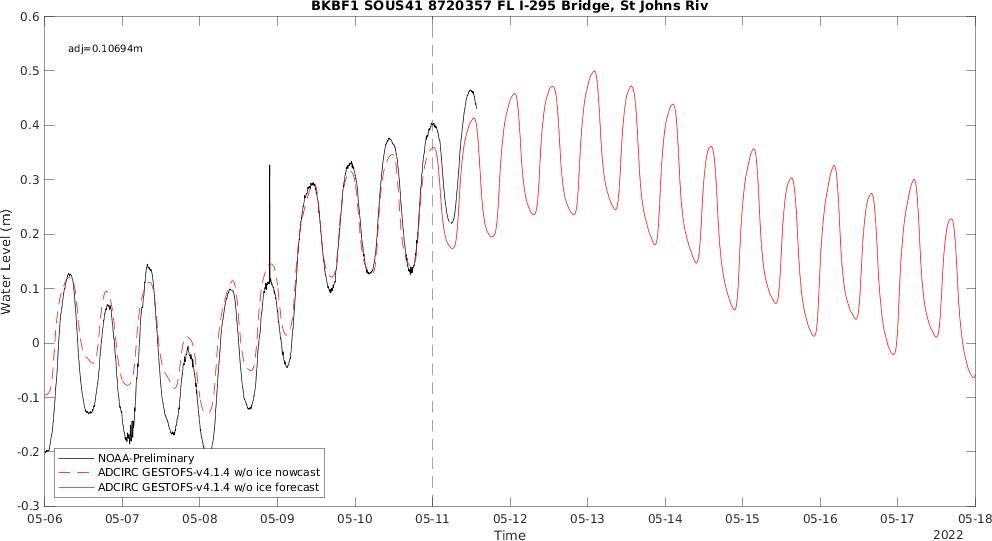 BKBF1 SOUS41 8720357 FL I-295 Bridge, St Johns Riv
0.6
adj=0.10694m
0.5
0.4
0.3
0.2
0.1
0
-0.1
-0.2
-0.3
Water Level (m)
NOAA-Preliminary
ADCIRC GESTOFS-v4.1.4 w/o ice nowcast
ADCIRC GESTOFS-v4.1.4 w/o ice forecast
05-06 05-07 05-08 05-09 05-10 05-11 05-12 05-13 05-14 05-15 05-16 05-17 05-18
Time
2022